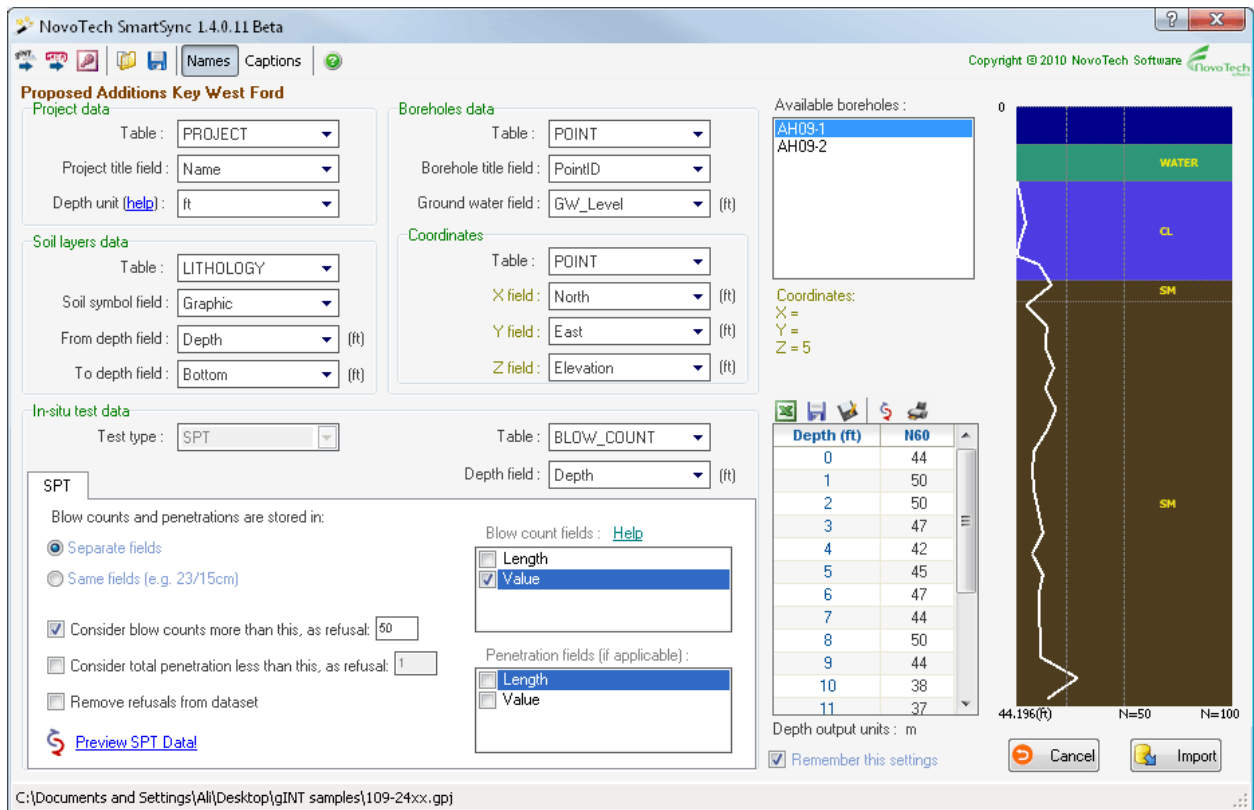 NovoTech SmartSync 1.4.0.11 Beta
Names Captions
Copyright © 2010 NovoTech Software NovoTech
Proposed Additions Key West Ford
Project data
Table : PROJECT
Project title field : Name
Depth unit (help) : ft
Soil layers data
Table : LITHOLOGY
Soil symbol field : Graphic
From depth field : Depth (ft)
To depth field : Bottom (ft)
Boreholes data
Table : POINT
Borehole title field : PointID
Ground water field : GW_Level (ft)
Coordinates
Table : POINT
X field : North (ft)
Y field : East (ft)
Z field : Elevation (ft)
Available boreholes :
AH09-1
AH09-2
Coordinates:
X =
Y =
Z = 5
In-situ test data
Test type : SPT
Table : BLOW_COUNT
Depth field : Depth (ft)
SPT
Blow counts and penetrations are stored in:
Separate fields
Same fields (e.g. 23/15cm)
Consider blow counts more than this, as refusal: 50
Consider total penetration less than this, as refusal: 1
Remove refusals from dataset
Preview SPT Data!
Blow count fields : Help
Length
Value
Penetration fields (if applicable) :
Length
Value
Depth (ft) N60
0 44
1 50
2 50
3 47
4 42
5 45
6 47
7 44
8 50
9 44
10 38
11 37
Depth output units : m
Remember this settings
0
WATER
CL
SM
SM
44.196(ft) N=50 N=100
Cancel Import
C:\Documents and Settings\Ali\Desktop\gINT samples\109-24xx.gpj